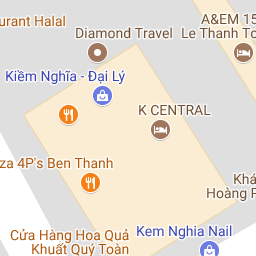 urant Halal
Diamond Travel
A&EM 15
Le Thanh To
Kiềm Nghĩa - Đại Lý
K CENTRAL
za 4P's Ben Thanh
Khá
Hoàng P
Cửa Hàng Hoa Quả
Khuất Quý Toàn
Kem Nghia Nail